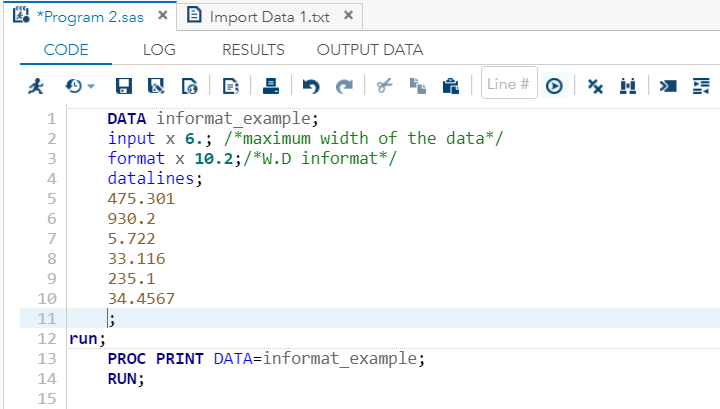 *Program 2.sas × Import Data 1.txt ×
CODE LOG RESULTS OUTPUT DATA
Line #
1 DATA informat_example;
2 input x 6.; /*maximum width of the data*/
3 format x 10.2;/*W.D informat*/
4 datalines;
5 475.301
6 930.2
7 5.722
8 33.116
9 235.1
10 34.4567
11 ;
12 run;
13 PROC PRINT DATA=informat_example;
14 RUN;
15